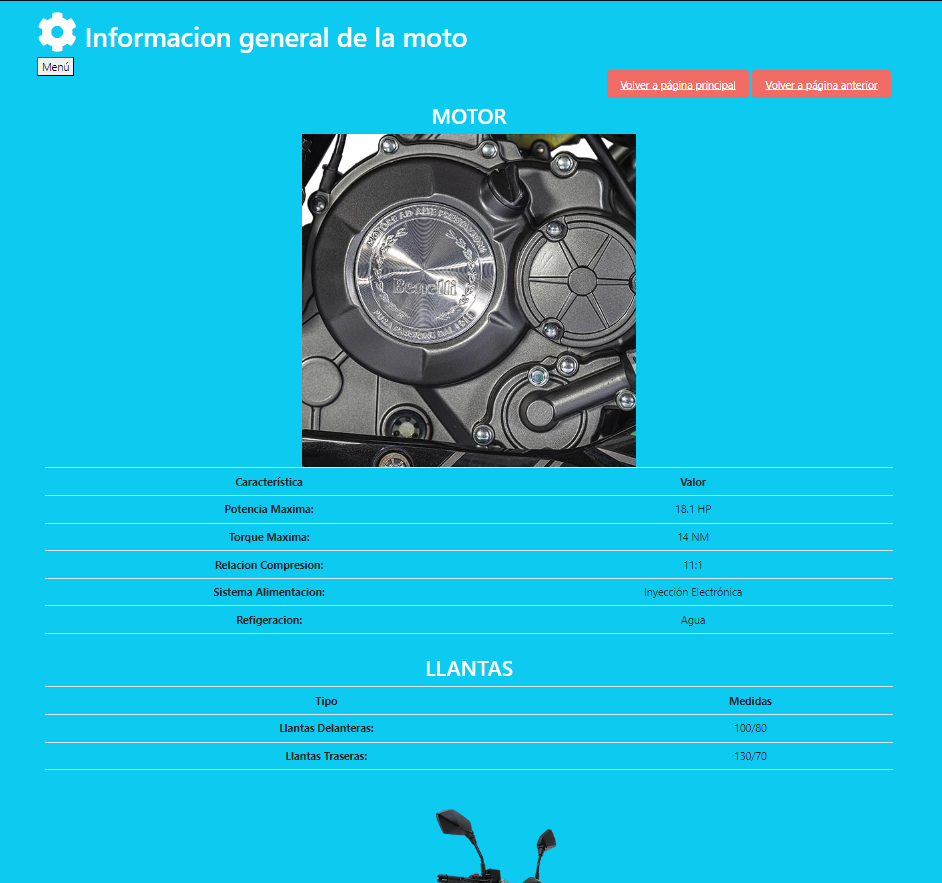 Informacion general de la moto
Menú
Volver a página principal Volver a página anterior
MOTOR
Benelli
Característica Valor
Potencia Maxima: 18.1 HP
Torque Maxima: 14 NM
Relacion Compresion: 11:1
Sistema Alimentacion: Inyección Electrónica
Refigeracion: Agua
LLANTAS
Tipo Medidas
Llantas Delanteras: 100/80
Llantas Traseras: 130/70